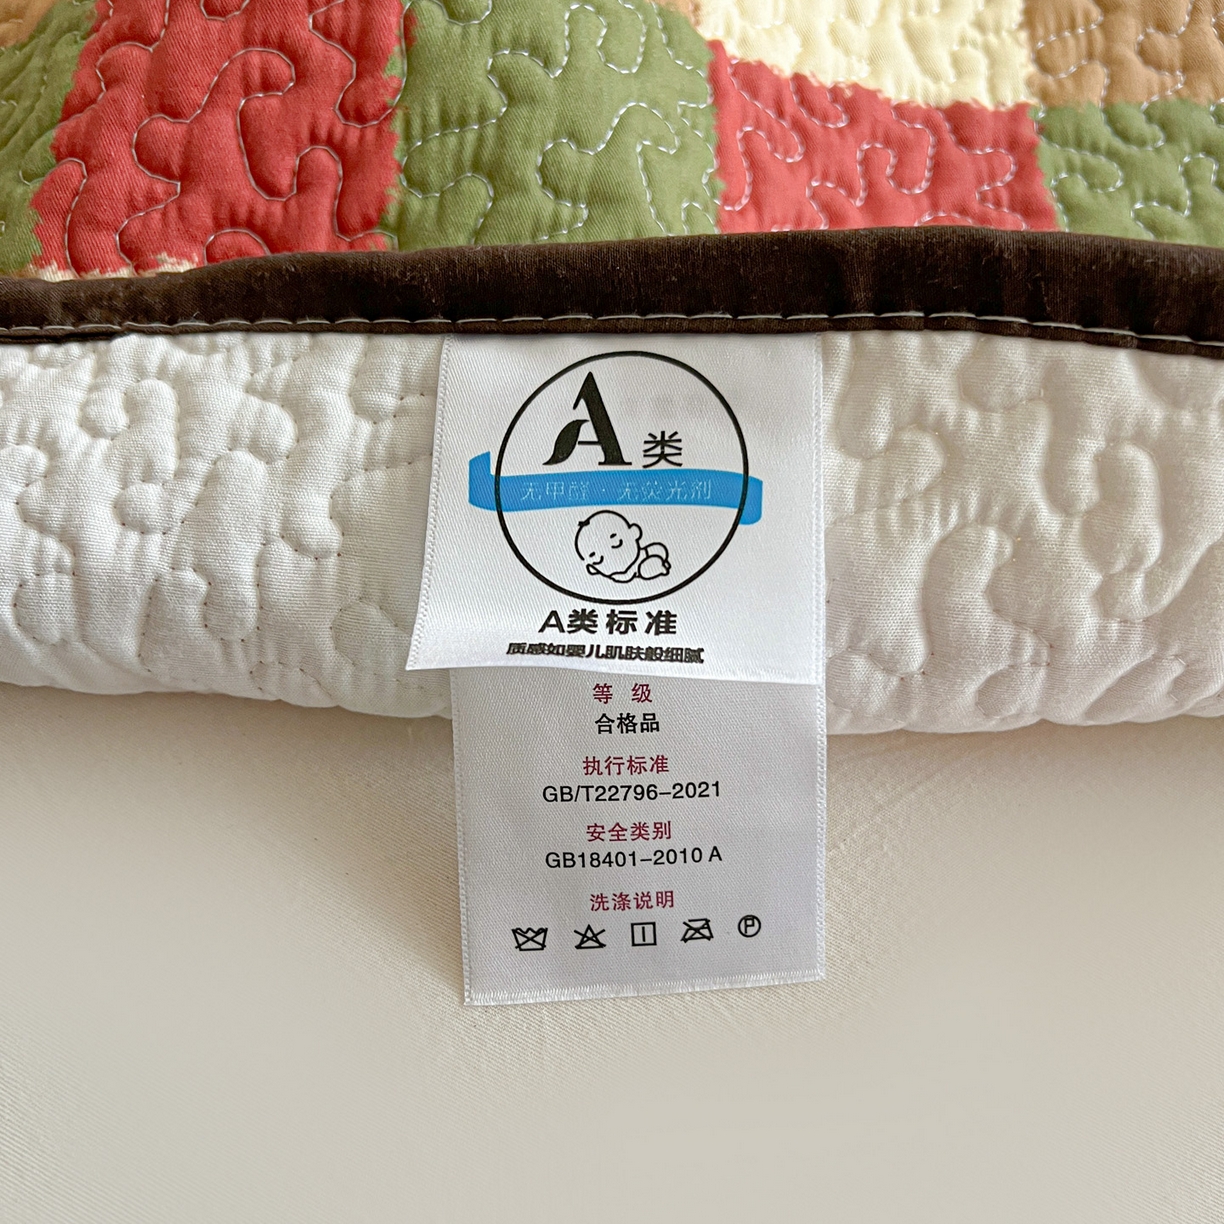 A类
无甲醛·无荧光剂
A类标准
质感如婴儿肌肤般细腻
等 级
合格品
执行标准
GB/T22796-2021
安全类别
GB18401-2010 A
洗涤说明
P